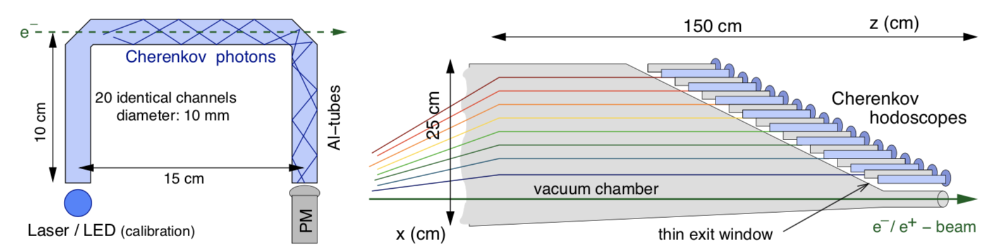 e⁻
Cherenkov photons
20 identical channels
diameter: 10 mm
10 cm
15 cm
Al–tubes
PM
Laser / LED (calibration)
150 cm
z (cm)
25 cm
Cherenkov
hodoscopes
vacuum chamber
x (cm)
thin exit window
e⁻/ e⁺ – beam